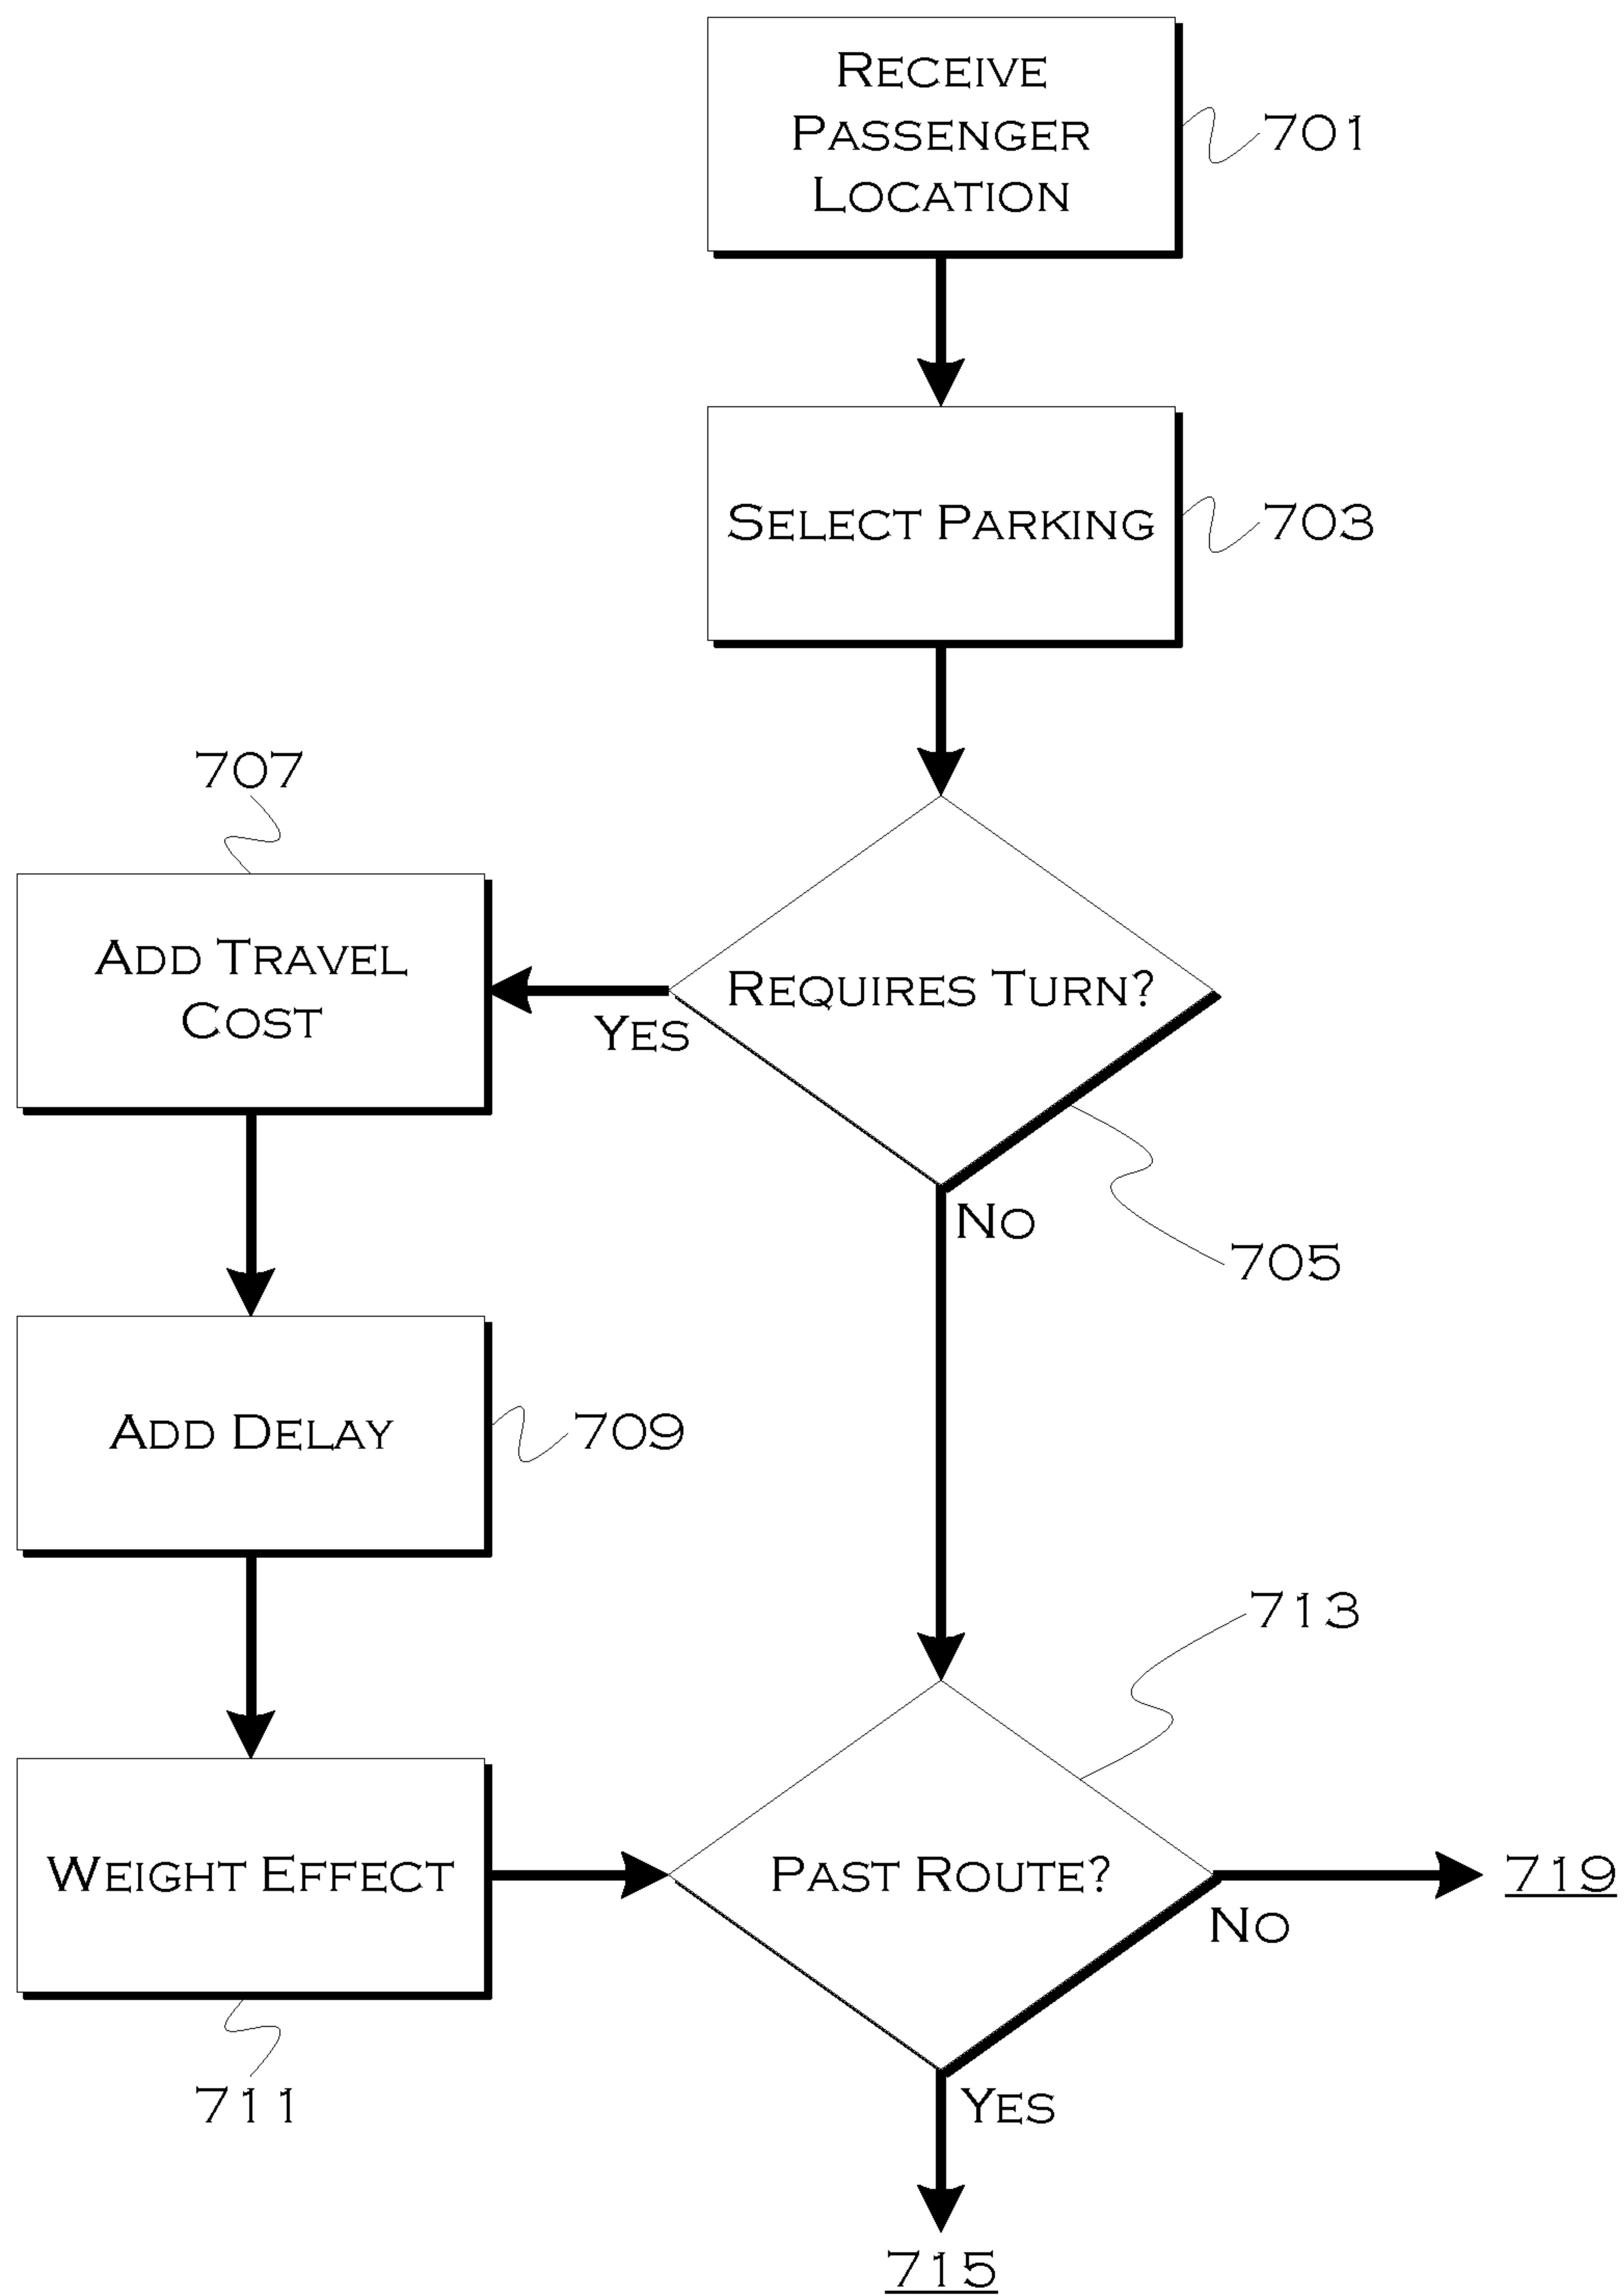 RECEIVE
PASSENGER
LOCATION
701
SELECT PARKING
703
707
ADD TRAVEL
COST
REQUIRES TURN?
YES
NO
705
ADD DELAY
709
713
WEIGHT EFFECT
PAST ROUTE?
719
NO
711
YES
715